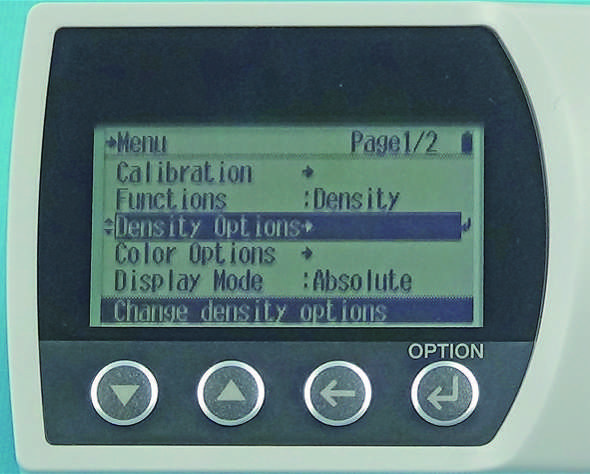 →Menu Page1/2
Calibration →
Functions :Density
Density Options→
Color Options →
Display Mode :Absolute
Change density options
OPTION